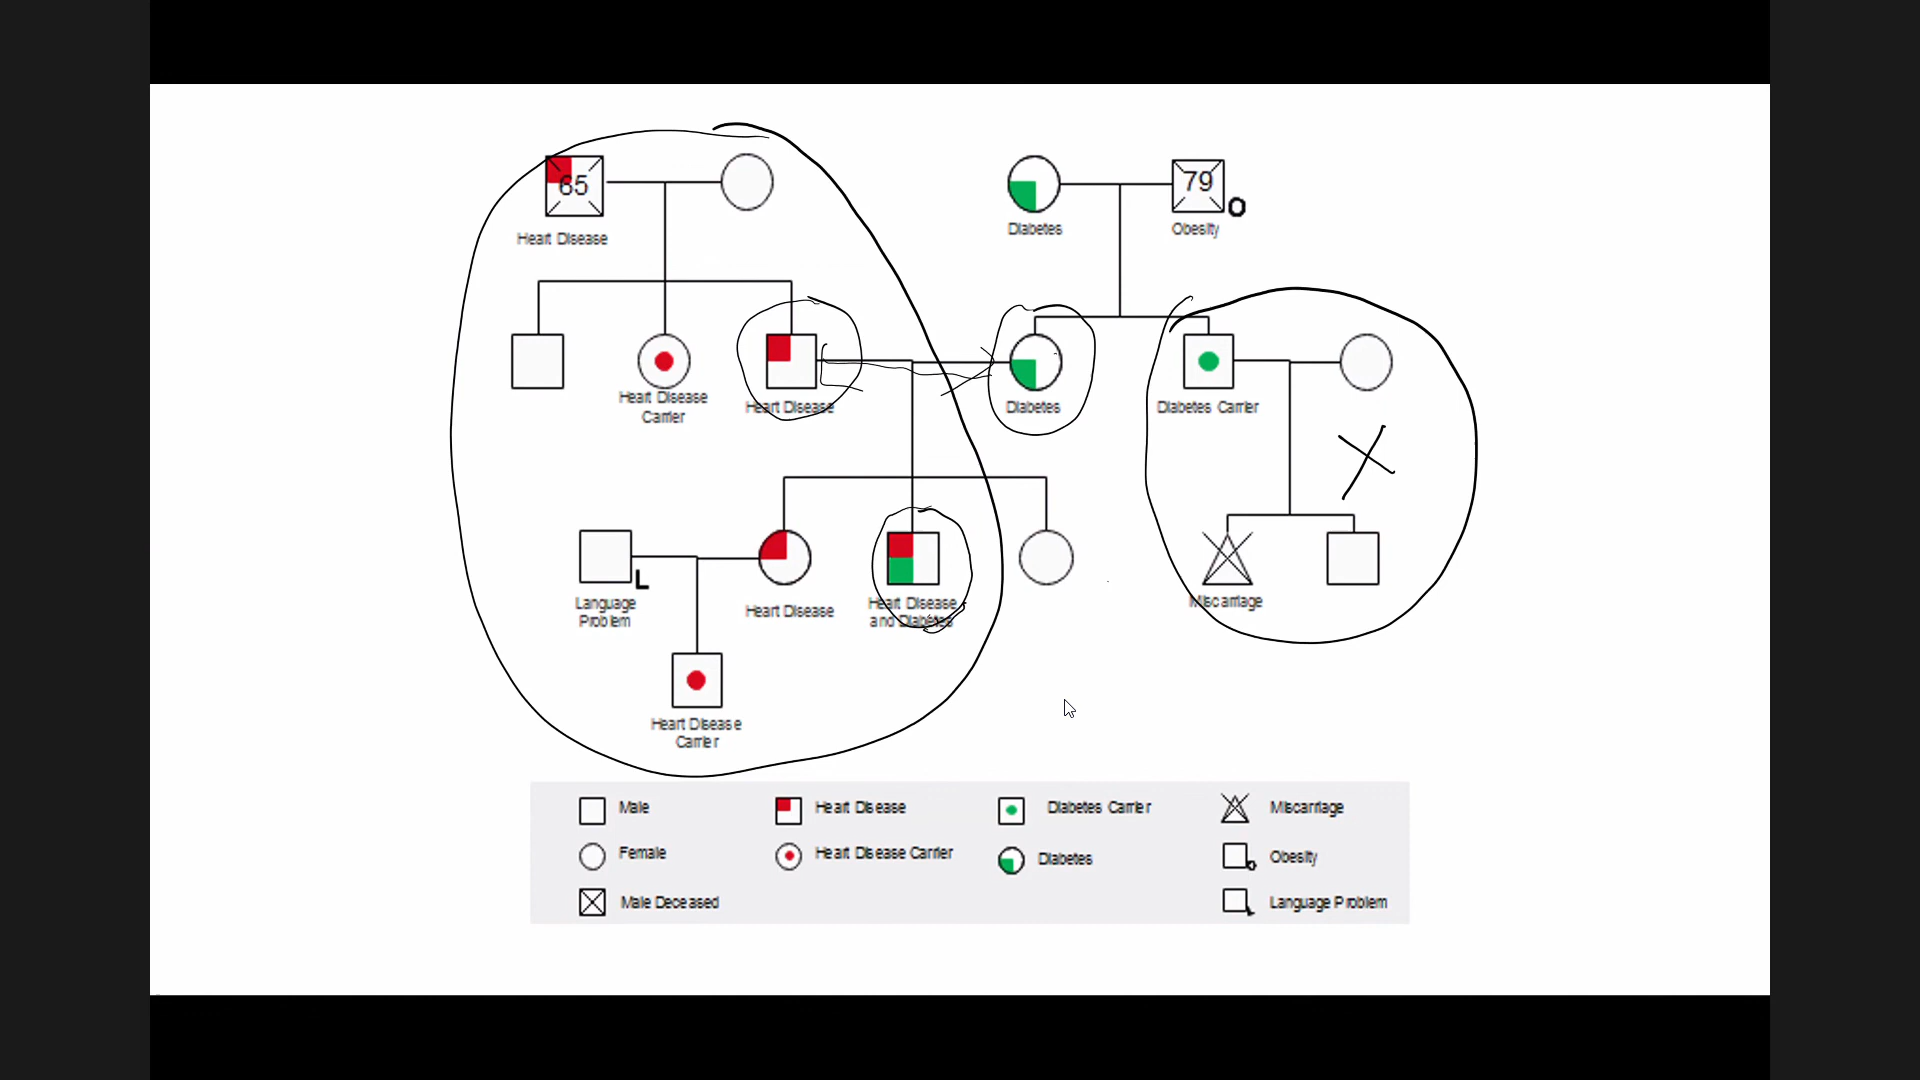 65
79
O
Heart Disease
Diabetes
Obesity
Heart Disease
Carrier
Heart Disease
Diabetes
Diabetes Carrier
L
Language
Problem
Heart Disease
Heart Disease
and Diabetes
Miscarriage
Heart Disease
Carrier
Male
Heart Disease
Diabetes Carrier
Miscarriage
Female
Heart Disease Carrier
Diabetes
O
Obesity
Male Deceased
L
Language Problem